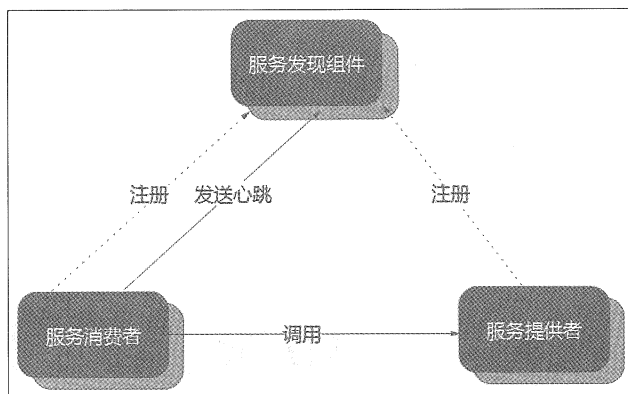 服务发现组件
注册
发送心跳
注册
服务消费者
调用
服务提供者